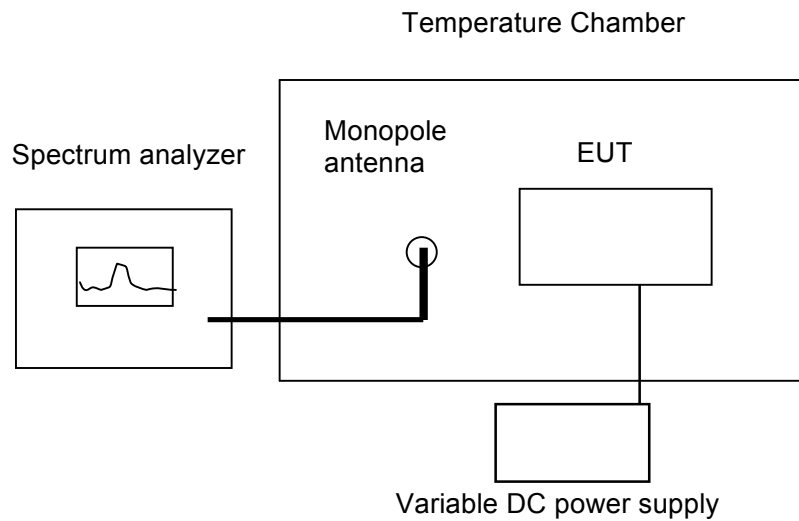 Temperature Chamber
Monopole
antenna
EUT
Spectrum analyzer
Variable DC power supply